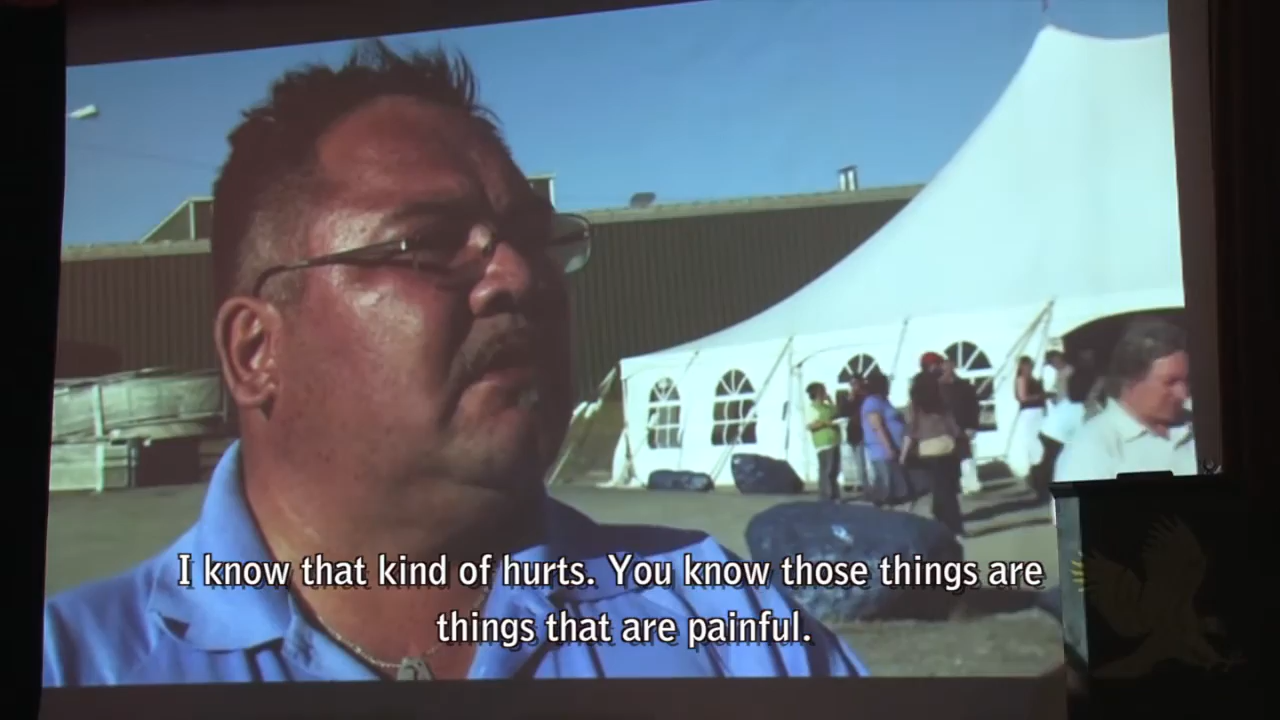 I know that kind of hurts. You know those things are
things that are painful.